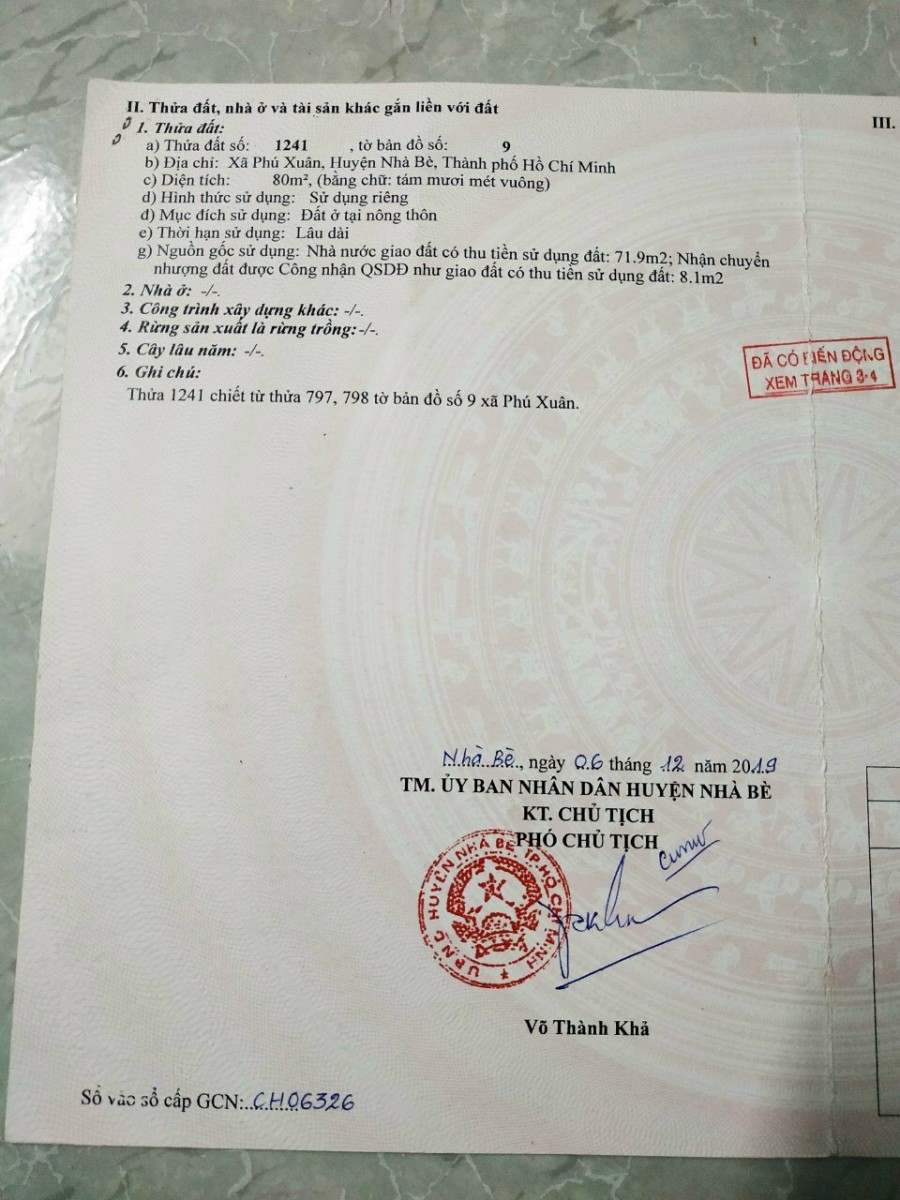 II. Thửa đất, nhà ở và tài sản khác gắn liền với đất
III.
1. Thửa đất:
a) Thửa đất số: 1241 , tờ bản đồ số: 9
b) Địa chỉ: Xã Phú Xuân, Huyện Nhà Bè, Thành phố Hồ Chí Minh
c) Diện tích: 80m², (bằng chữ: tám mươi mét vuông)
d) Hình thức sử dụng: Sử dụng riêng
đ) Mục đích sử dụng: Đất ở tại nông thôn
e) Thời hạn sử dụng: Lâu dài
g) Nguồn gốc sử dụng: Nhà nước giao đất có thu tiền sử dụng đất: 71.9m2; Nhận chuyển
nhượng đất được Công nhận QSDĐ như giao đất có thu tiền sử dụng đất: 8.1m2
2. Nhà ở: -/-.
3. Công trình xây dựng khác: -/-.
4. Rừng sản xuất là rừng trồng:-/-.
5. Cây lâu năm: -/-.
6. Ghi chú:
Thửa 1241 chiết từ thửa 797, 798 tờ bản đồ số 9 xã Phú Xuân.
ĐÃ CÓ BIẾN ĐỘNG
XEM TRANG 3-4
Nhà Bè, ngày 06 tháng 12 năm 2019
TM. ỦY BAN NHÂN DÂN HUYỆN NHÀ BÈ
KT. CHỦ TỊCH
PHÓ CHỦ TỊCH
U.B.N.D HUYỆN NHÀ BÈ T.P.HỒ CHÍ MINH
Võ Thành Khả
Số vào sổ cấp GCN:...CH06326